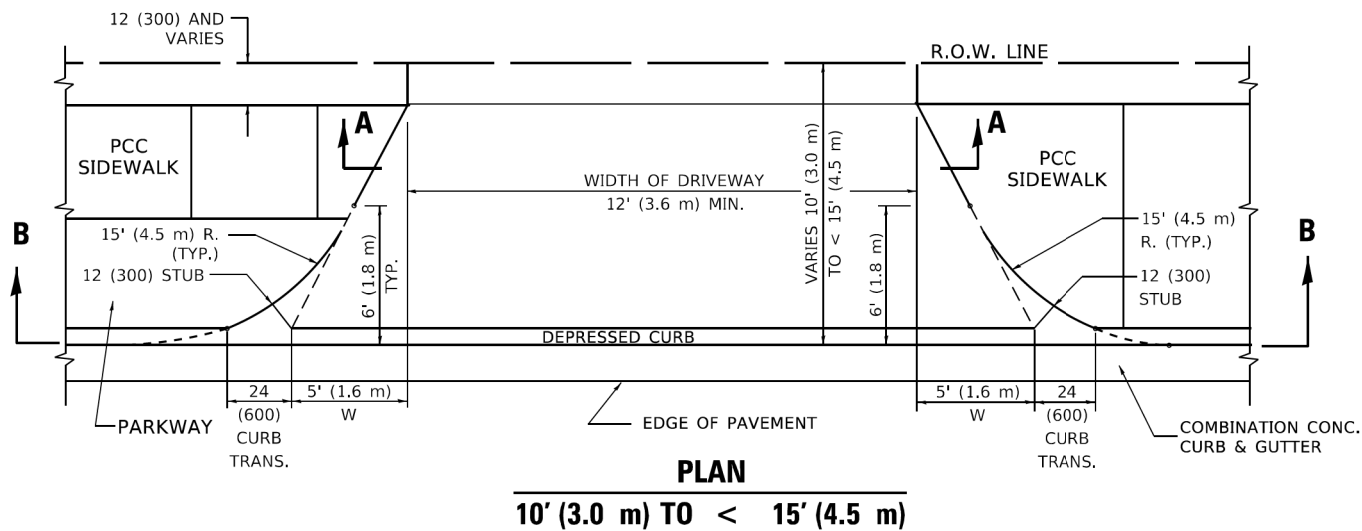 12 (300) AND
VARIES
R.O.W. LINE
A
A
PCC
SIDEWALK
PCC
SIDEWALK
WIDTH OF DRIVEWAY
12' (3.6 m) MIN.
VARIES 10' (3.0 m)
TO < 15' (4.5 m)
B
B
15' (4.5 m) R.
(TYP.)
12 (300) STUB
6' (1.8 m)
TYP.
6' (1.8 m)
15' (4.5 m)
R. (TYP.)
12 (300)
STUB
DEPRESSED CURB
24
(600)
CURB
TRANS.
5' (1.6 m)
W
5' (1.6 m)
W
24
(600)
CURB
TRANS.
PARKWAY
EDGE OF PAVEMENT
COMBINATION CONC.
CURB & GUTTER
PLAN
10' (3.0 m) TO < 15' (4.5 m)